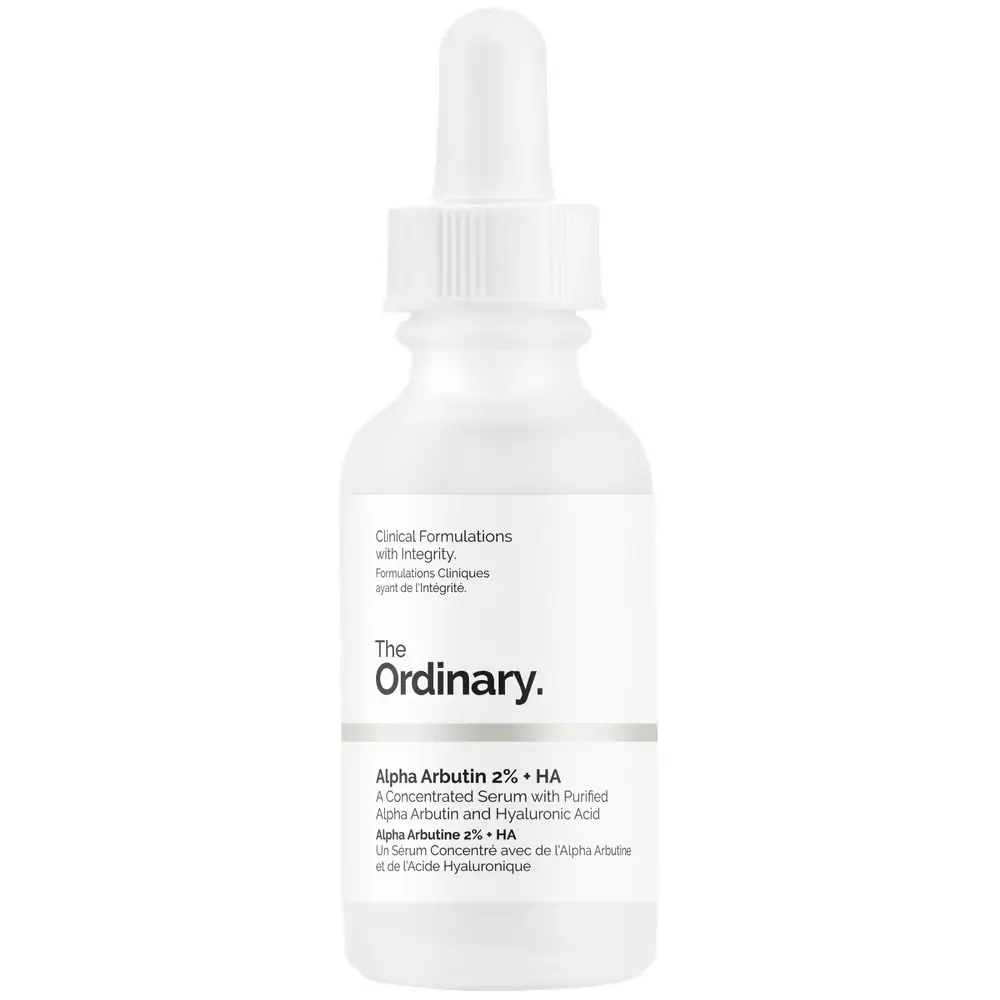 Clinical Formulations
with Integrity.
Formulations Cliniques
ayant de l'Intégrité.
The
Ordinary.
Alpha Arbutin 2% + HA
A Concentrated Serum with Purified
Alpha Arbutin and Hyaluronic Acid
Alpha Arbutine 2% + HA
Un Sérum Concentré avec de l'Alpha Arbutine
et de l'Acide Hyaluronique